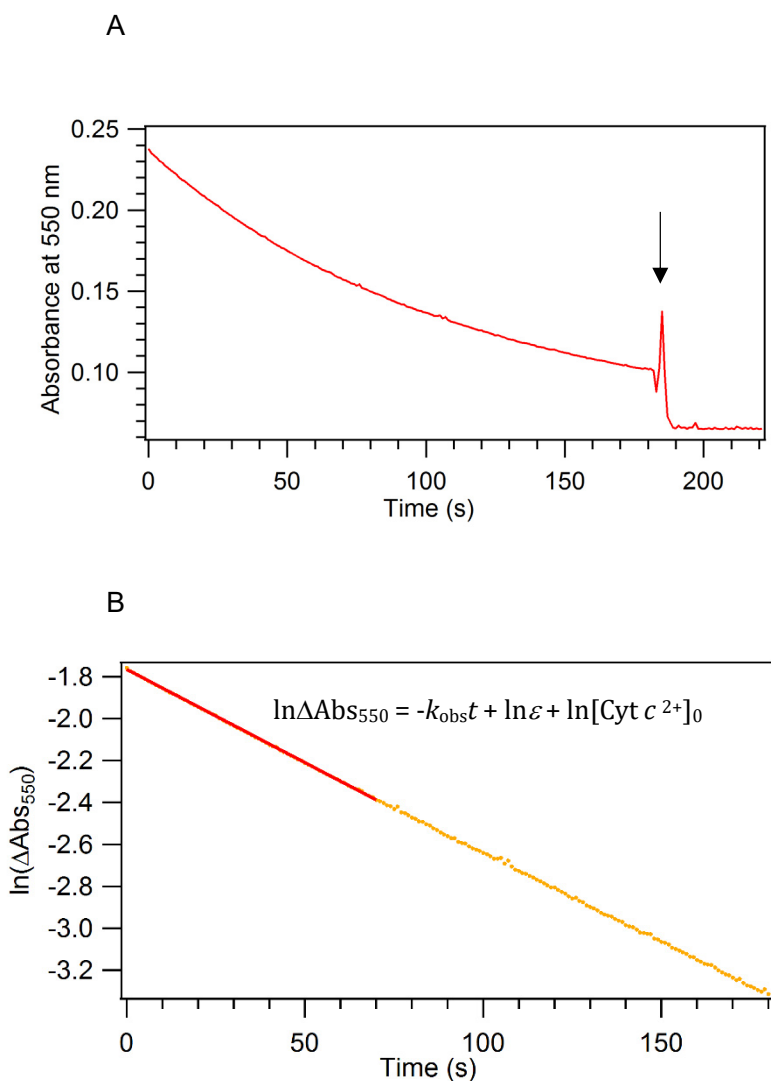 A
Absorbance at 550 nm
0.25
0.20
0.15
0.10
0 50 100 150 200
Time (s)
B
ln(ΔAbs₅₅₀)
-1.8
-2.0
-2.2
-2.4
-2.6
-2.8
-3.0
-3.2
lnΔAbs₅₅₀ = -k_obs t + lnε + ln[Cyt c ²⁺]₀
0 50 100 150
Time (s)